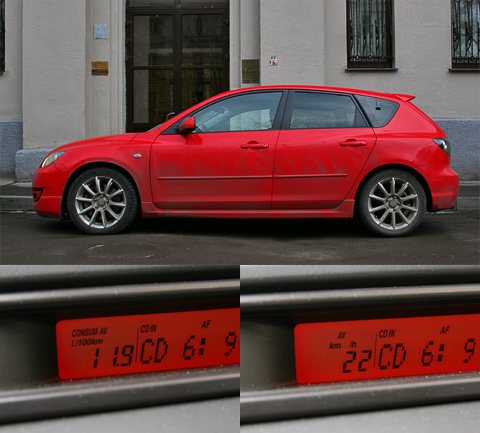 CONSUM AV CD IN AF
L/100km
11.9 CD 6: 9
AV CD IN AF
km/h
22 CD 6: 9